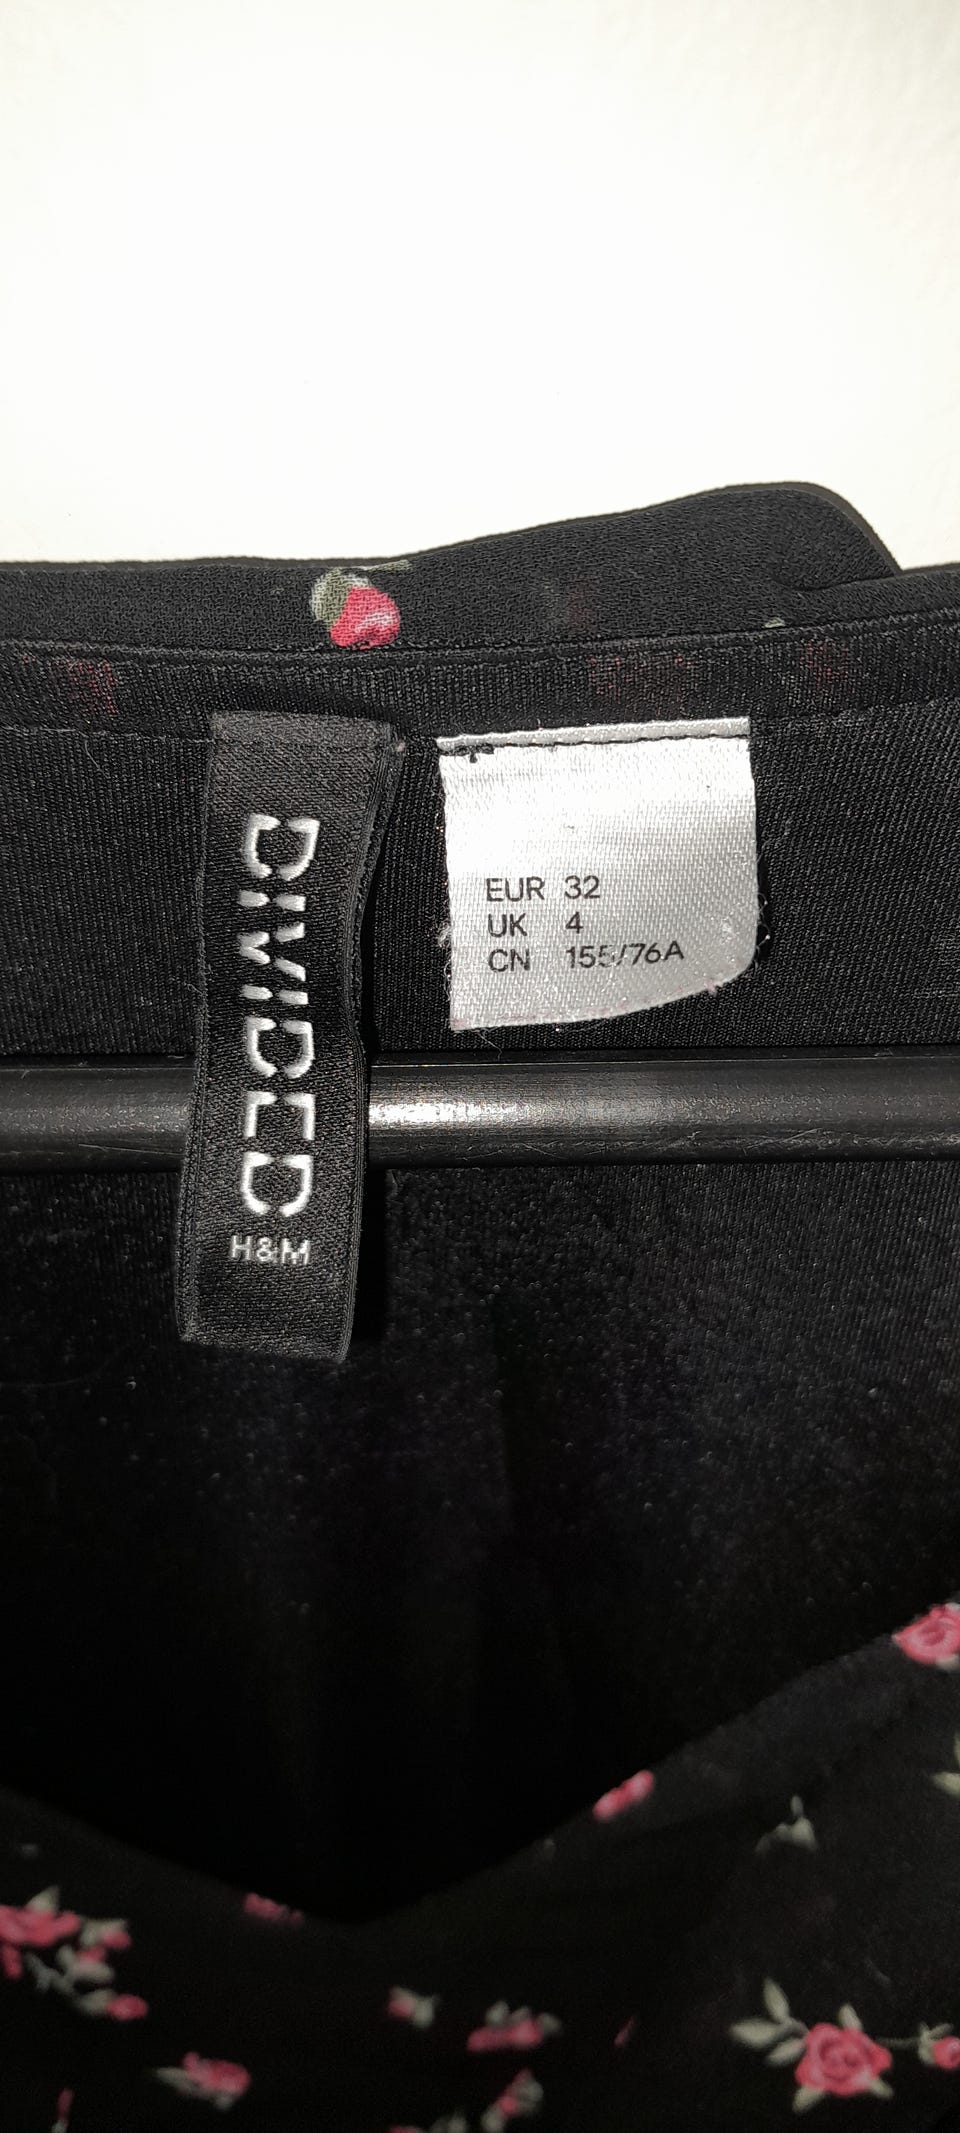 DIVIDED
H&M
EUR 32
UK 4
CN 155/76A